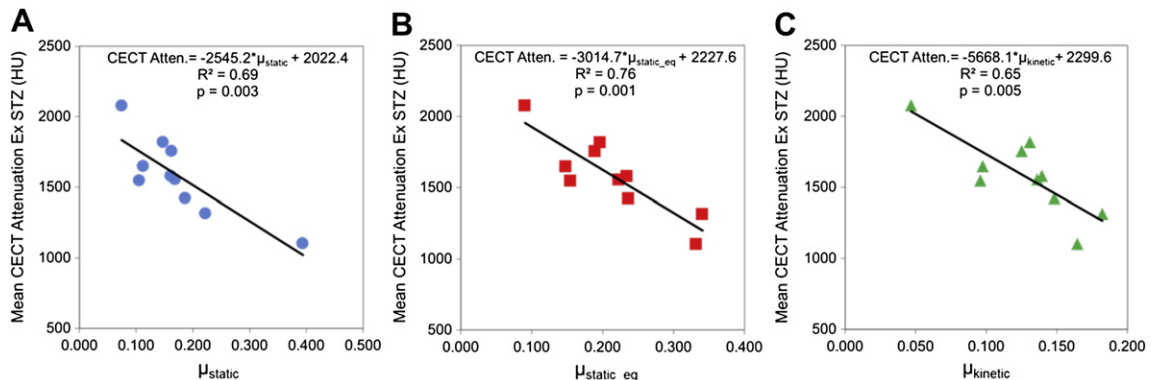 A
CECT Atten.= -2545.2*μstatic + 2022.4
R² = 0.69
p = 0.003
Mean CECT Attenuation Ex STZ (HU)
2500
2000
1500
1000
500
0.000 0.100 0.200 0.300 0.400 0.500
μstatic
B
CECT Atten. = -3014.7*μstatic_eq + 2227.6
R² = 0.76
p = 0.001
Mean CECT Attenuation Ex STZ (HU)
2500
2000
1500
1000
500
0.000 0.100 0.200 0.300 0.400
μstatic_eq
C
CECT Atten. = -5668.1*μkinetic + 2299.6
R² = 0.65
p = 0.005
Mean CECT Attenuation Ex STZ (HU)
2500
2000
1500
1000
500
0.000 0.050 0.100 0.150 0.200
μkinetic